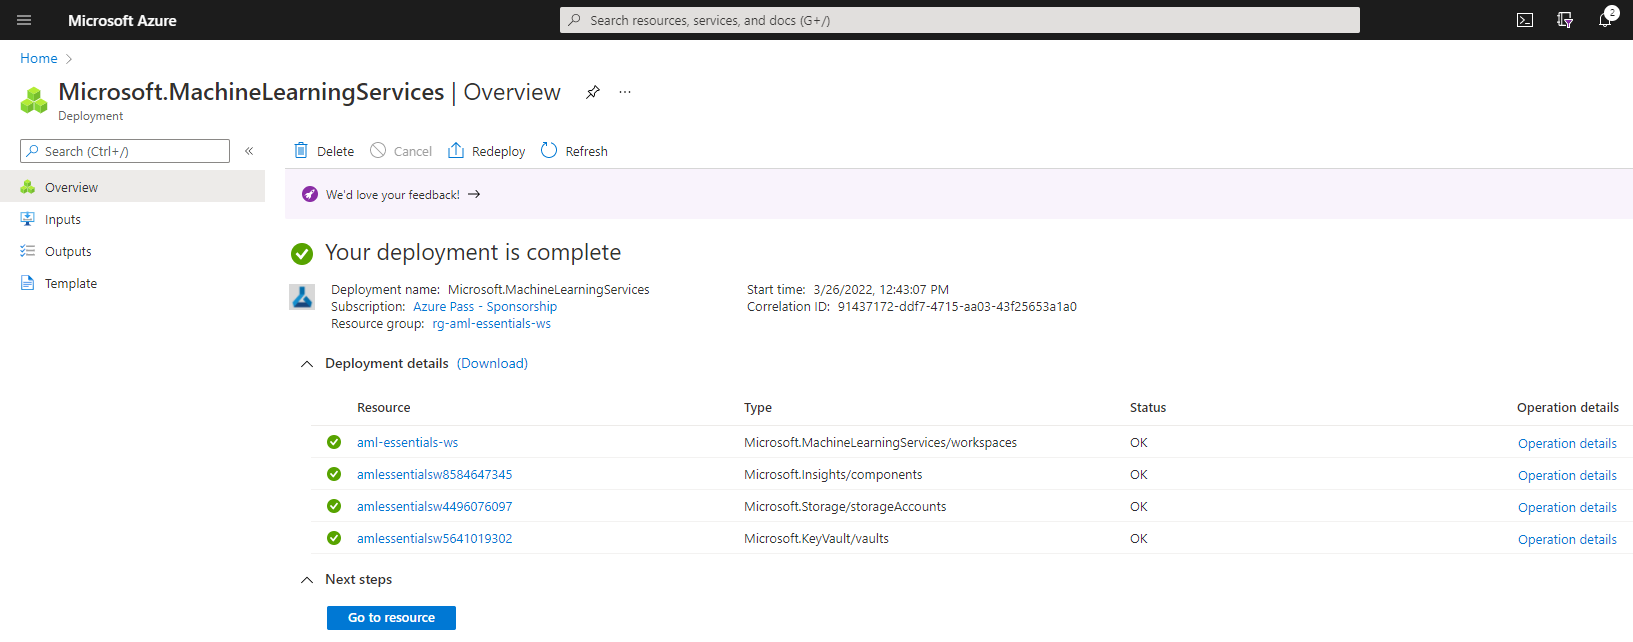 Microsoft Azure
Search resources, services, and docs (G+/)
2
Home
Microsoft.MachineLearningServices | Overview
Deployment
Search (Ctrl+/)
Delete Cancel Redeploy Refresh
Overview
Inputs
Outputs
Template
We'd love your feedback!
Your deployment is complete
Deployment name: Microsoft.MachineLearningServices
Subscription: Azure Pass - Sponsorship
Resource group: rg-aml-essentials-ws
Start time: 3/26/2022, 12:43:07 PM
Correlation ID: 91437172-ddf7-4715-aa03-43f25653a1a0
Deployment details (Download)
Resource Type Status Operation details
aml-essentials-ws Microsoft.MachineLearningServices/workspaces OK Operation details
amlessentialsw8584647345 Microsoft.Insights/components OK Operation details
amlessentialsw4496076097 Microsoft.Storage/storageAccounts OK Operation details
amlessentialsw5641019302 Microsoft.KeyVault/vaults OK Operation details
Next steps
Go to resource